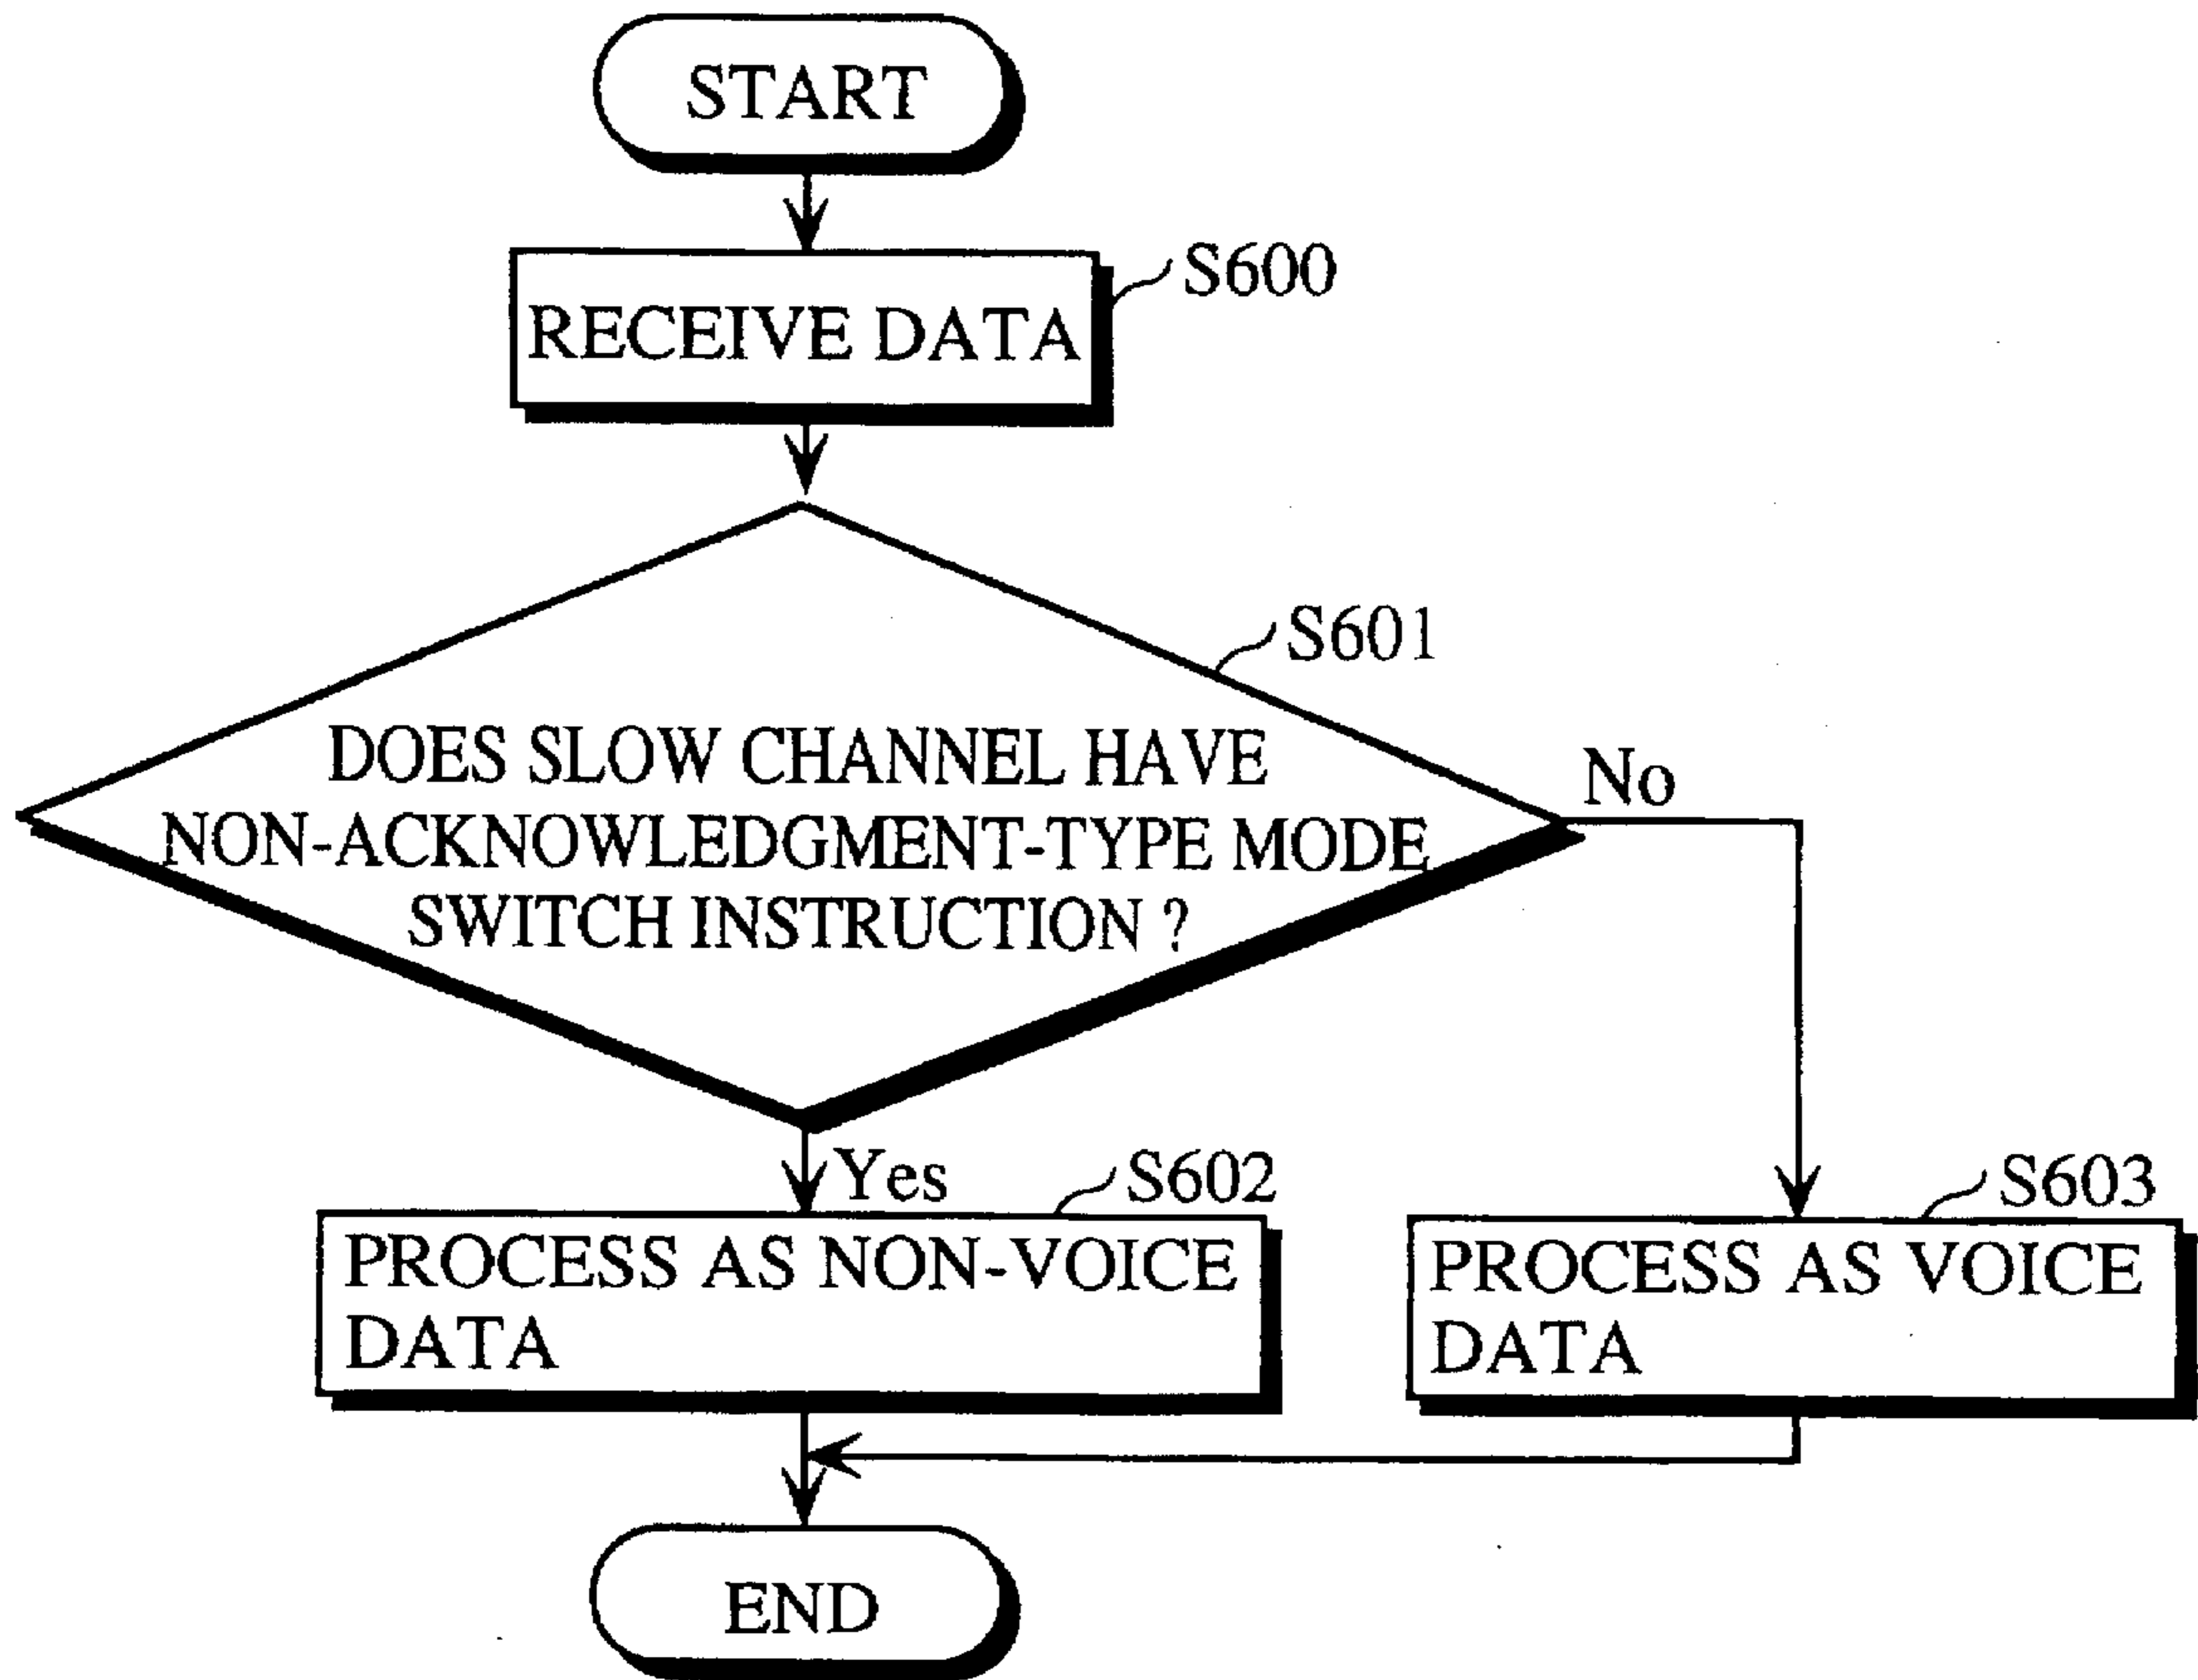 START
RECEIVE DATA
S600
S601
DOES SLOW CHANNEL HAVE
NON-ACKNOWLEDGMENT-TYPE MODE
SWITCH INSTRUCTION ?
No
Yes
S602
PROCESS AS NON-VOICE
DATA
S603
PROCESS AS VOICE
DATA
END